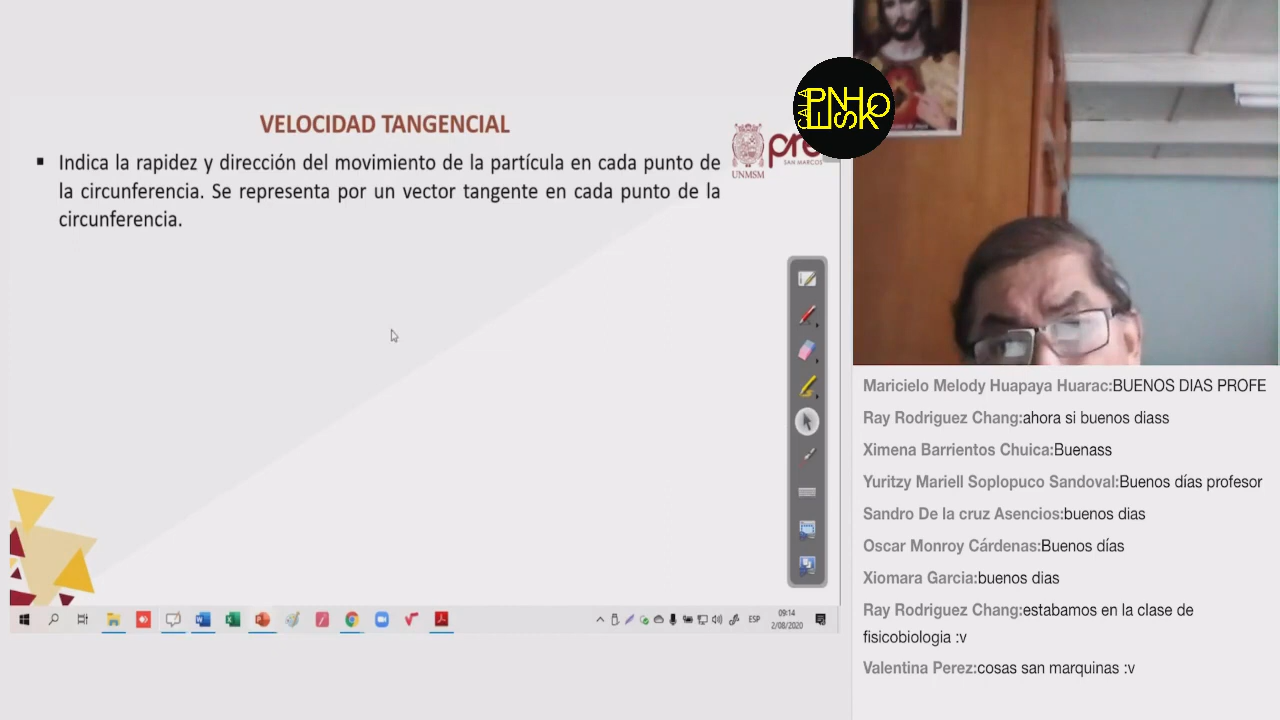 VELOCIDAD TANGENCIAL
▪ Indica la rapidez y dirección del movimiento de la partícula en cada punto de
la circunferencia. Se representa por un vector tangente en cada punto de la
circunferencia.
UNMSM
pre
SAN MARCOS
Maricielo Melody Huapaya Huarac:BUENOS DIAS PROFE
Ray Rodriguez Chang:ahora si buenos diass
Ximena Barrientos Chuica:Buenass
Yuritzy Mariell Soplopuco Sandoval:Buenos días profesor
Sandro De la cruz Asencios:buenos dias
Oscar Monroy Cárdenas:Buenos días
Xiomara Garcia:buenos dias
Ray Rodriguez Chang:estabamos en la clase de
fisicobiologia :v
Valentina Perez:cosas san marquinas :v
ESP
09:14
2/08/2020